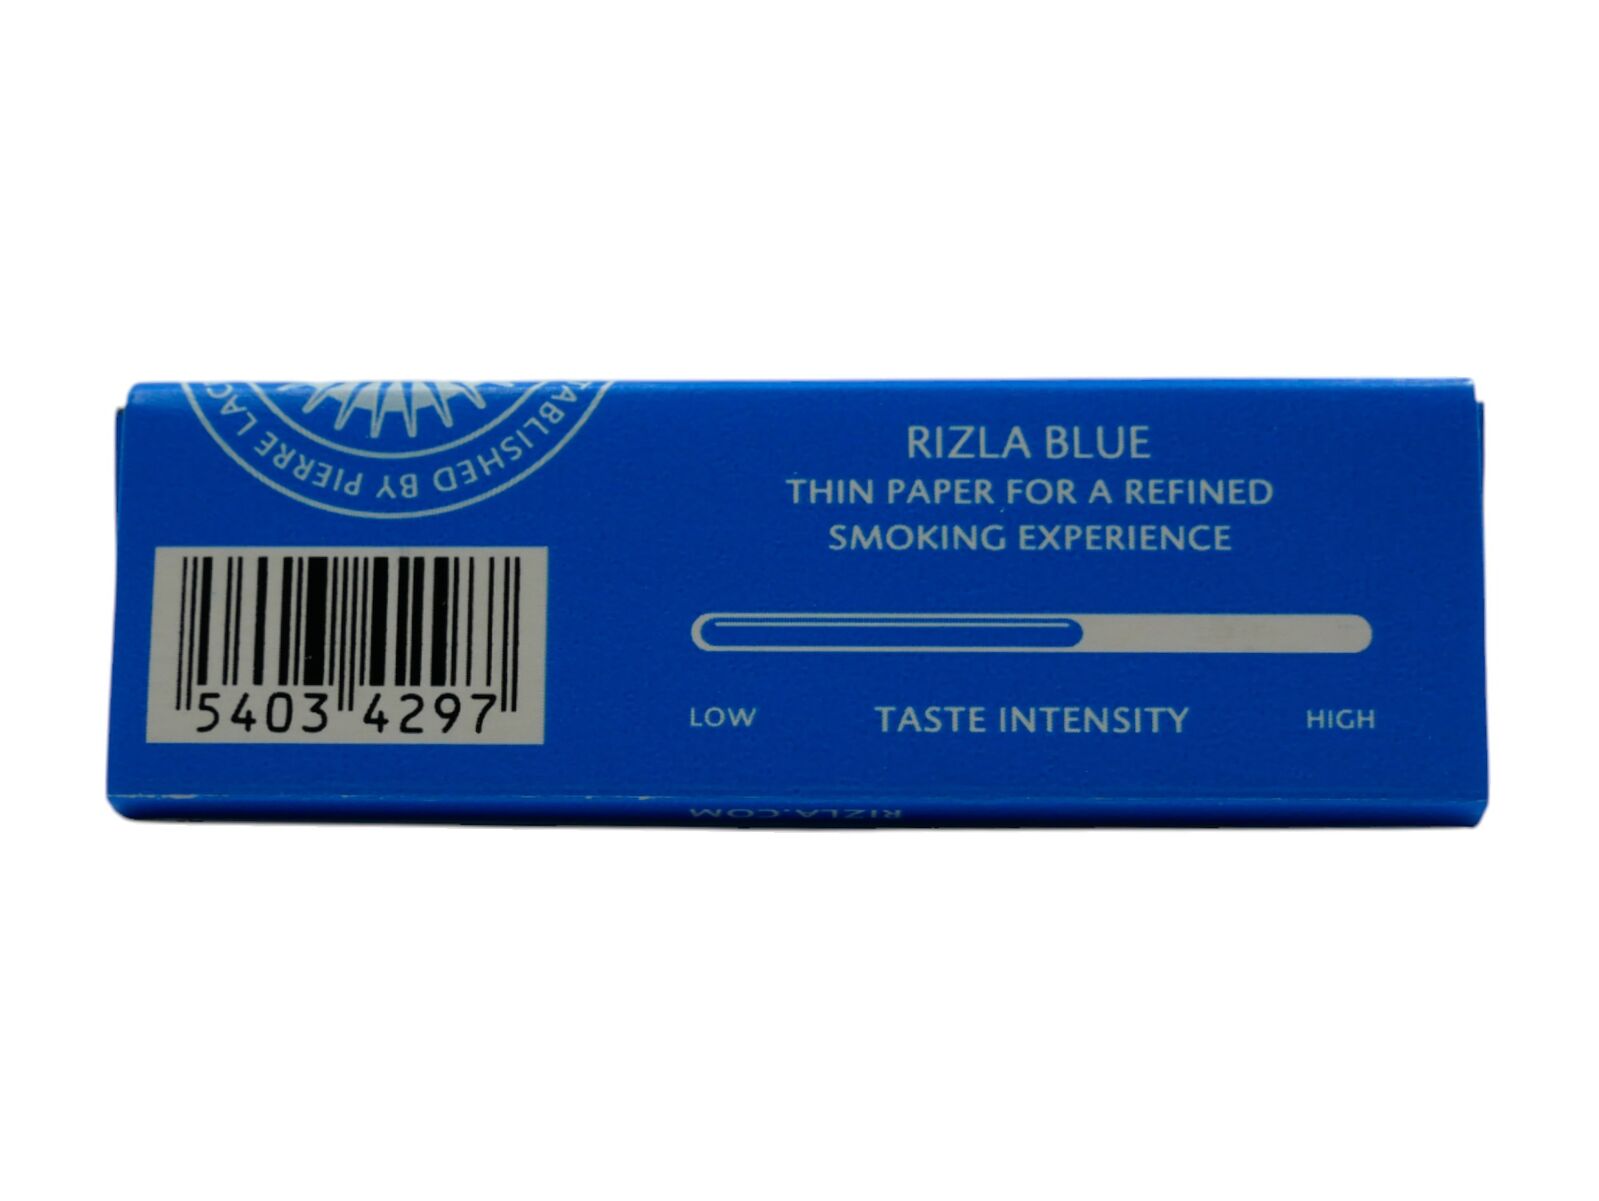 TABLISHED BY PIERRE LAC
RIZLA BLUE
THIN PAPER FOR A REFINED
SMOKING EXPERIENCE
5403 4297
LOW TASTE INTENSITY HIGH
RIZLA.COM